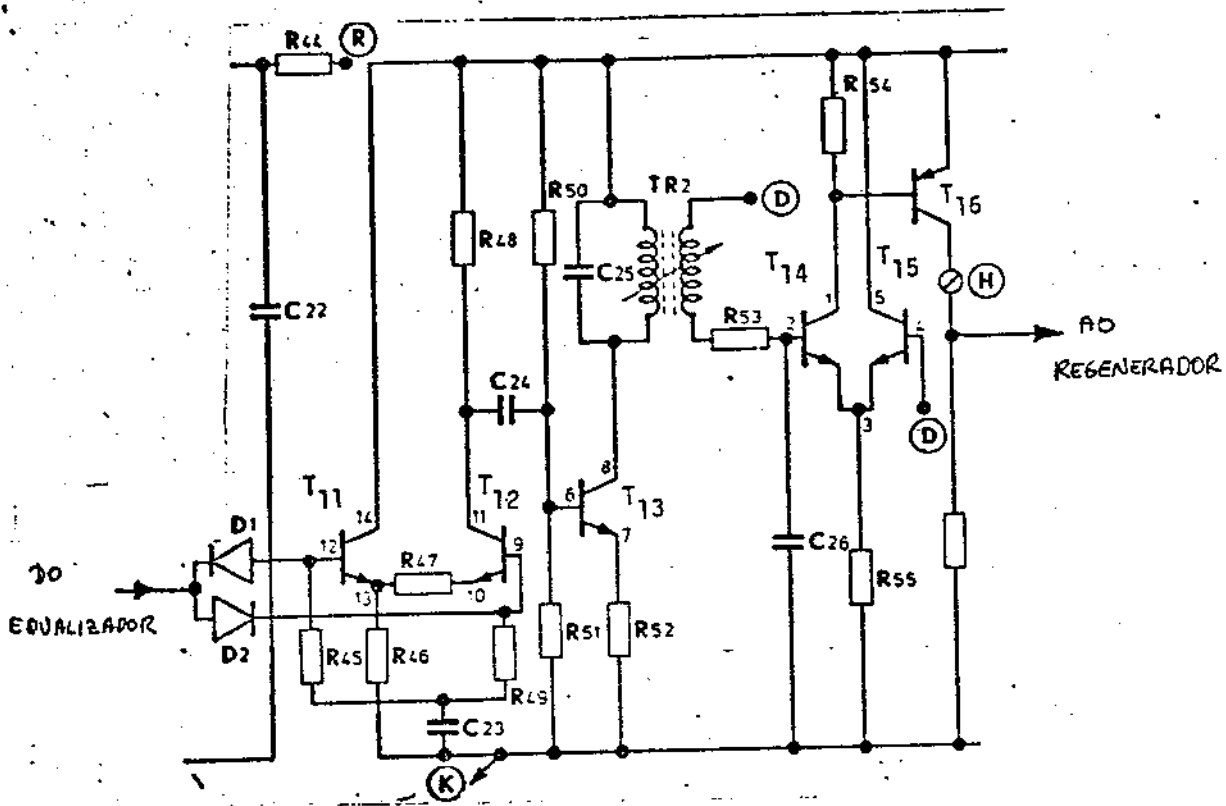 R44
R
R54
R50
TR2
D
T16
R48
C25
T14
T15
H
1
5
C22
R53
2
4
AO
REGENERADOR
C24
3
D
8
T11
T12
6
T13
14
11
7
D1
12
9
C26
R47
DO
13
10
R55
EQUALIZADOR
D2
R45
R46
R51
R52
R49
C23
K